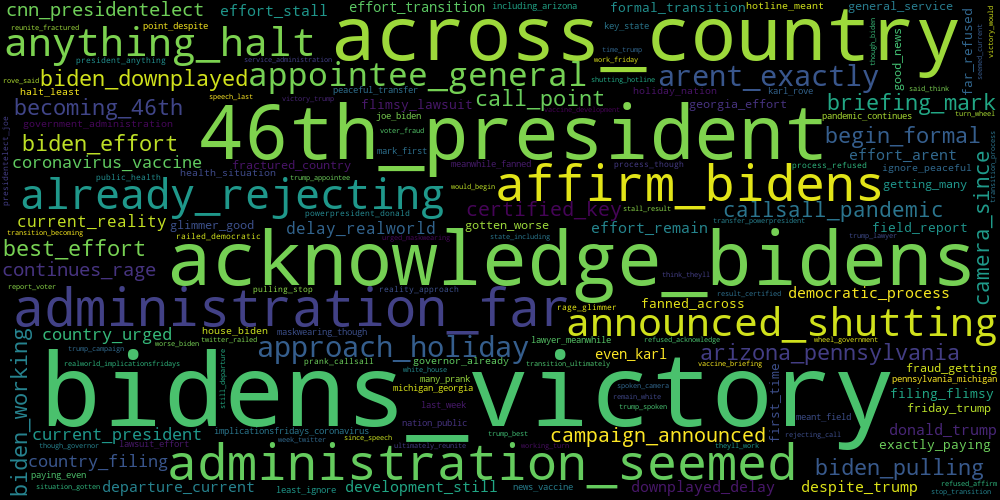 cnn_presidentelect effort_stall effort_transition including_arizona formal_transition hotline_meant general_service
reunite_fractured point_despite key_state though_biden victory_would
anything_halt across_country good_news far_refused seemed_current
president_anything service_administration time_trump work_friday
biden_downplayed appointee_general peaceful_transfer shutting_hotline karl_rove arent_exactly said_think
rove_said halt_least speech_last victory_trump flimsy_lawsuit call_point holiday_nation georgia_effort briefing_mark turn_wheel
becoming_46th 46th_president joe_biden pandemic_continues
government_administration voter_fraud begin_formal
biden_effort mark_first effort_arent
presidentelect_joe coronavirus_vaccine fractured_country meanwhile_fanned process_though process_refused ignore_peaceful transition_process
public_health health_situation trump_appointee affirm_bidens getting_many camera_since
already_rejecting would_begin
powerpresident_donald certified_key stall_result callsall_pandemic
current_reality glimmer_good delay_realworld gotten_worse effort_remain transfer_powerpresident field_report
transition_becoming railed_democratic urged_maskwearing state_including trump_lawyer
best_effort acknowledge_bidens
continues_rage think_theyll
report_voter pulling_stop reality_approach result_certified democratic_process
administration_far rage_glimmer fanned_across announced_shutting
country_urged house_biden twitter_railed maskwearing_though lawyer_meanwhile refused_acknowledge wheel_government
worse_biden approach_holiday even_karl arizona_pennsylvania
trump_campaign prank_callsall governor_already
realworld_implicationsfridays white_house transition_ultimately vaccine_briefing fraud_getting
biden_working bidens_victory still_departure many_prank michigan_georgia spoken_camera first_time pennsylvania_michigan
remain_white filing_flimsy
last_week trump_spoken friday_trump
nation_public meant_field
current_president implicationsfridays_coronavirus campaign_announced donald_trump
though_governor lawsuit_effort week_twitter since_speech ultimately_reunite theyll_work rejecting_call exactly_paying
country_filing administration_seemed trump_best working_hotline biden_pulling
paying_even
situation_gotten departure_current least_ignore news_vaccine development_still despite_trump downplayed_delay refused_affirm
stop_transition